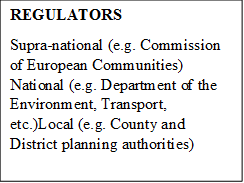 REGULATORS
Supra-national (e.g. Commission
of European Communities)
National (e.g. Department of the
Environment, Transport,
etc.)Local (e.g. County and
District planning authorities)